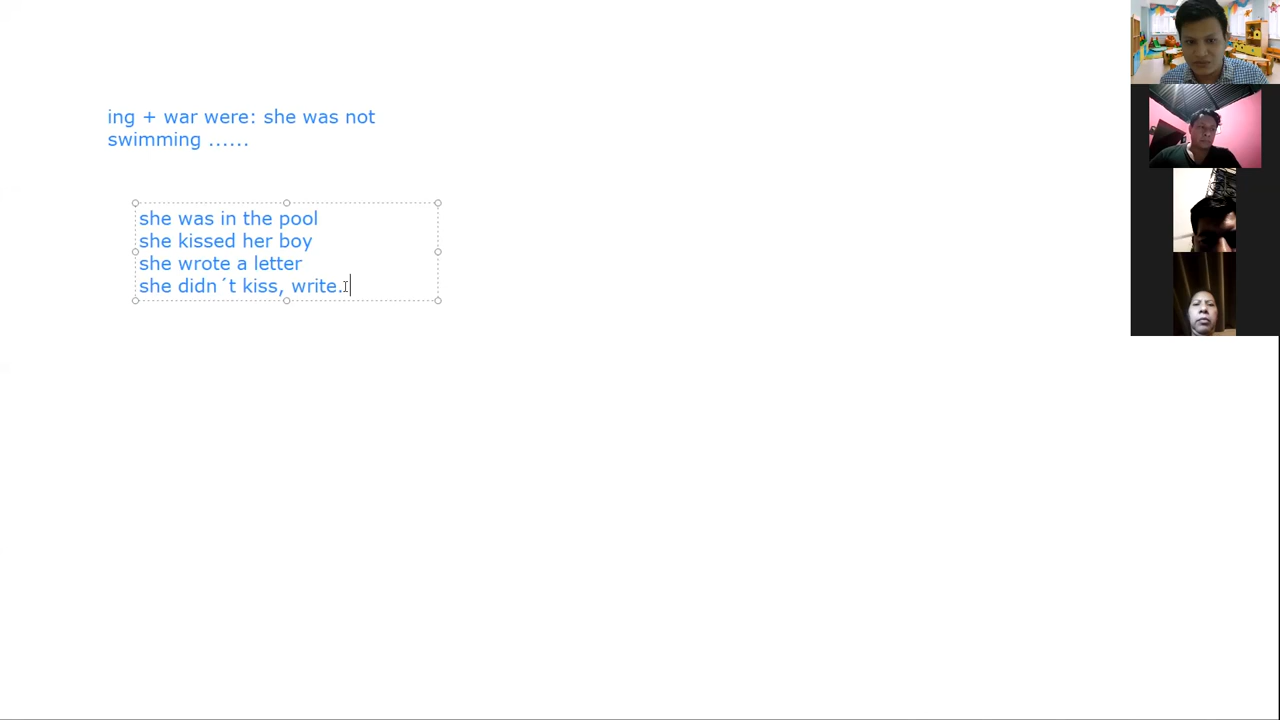 ing + war were: she was not
swimming ......
she was in the pool
she kissed her boy
she wrote a letter
she didn´t kiss, write..